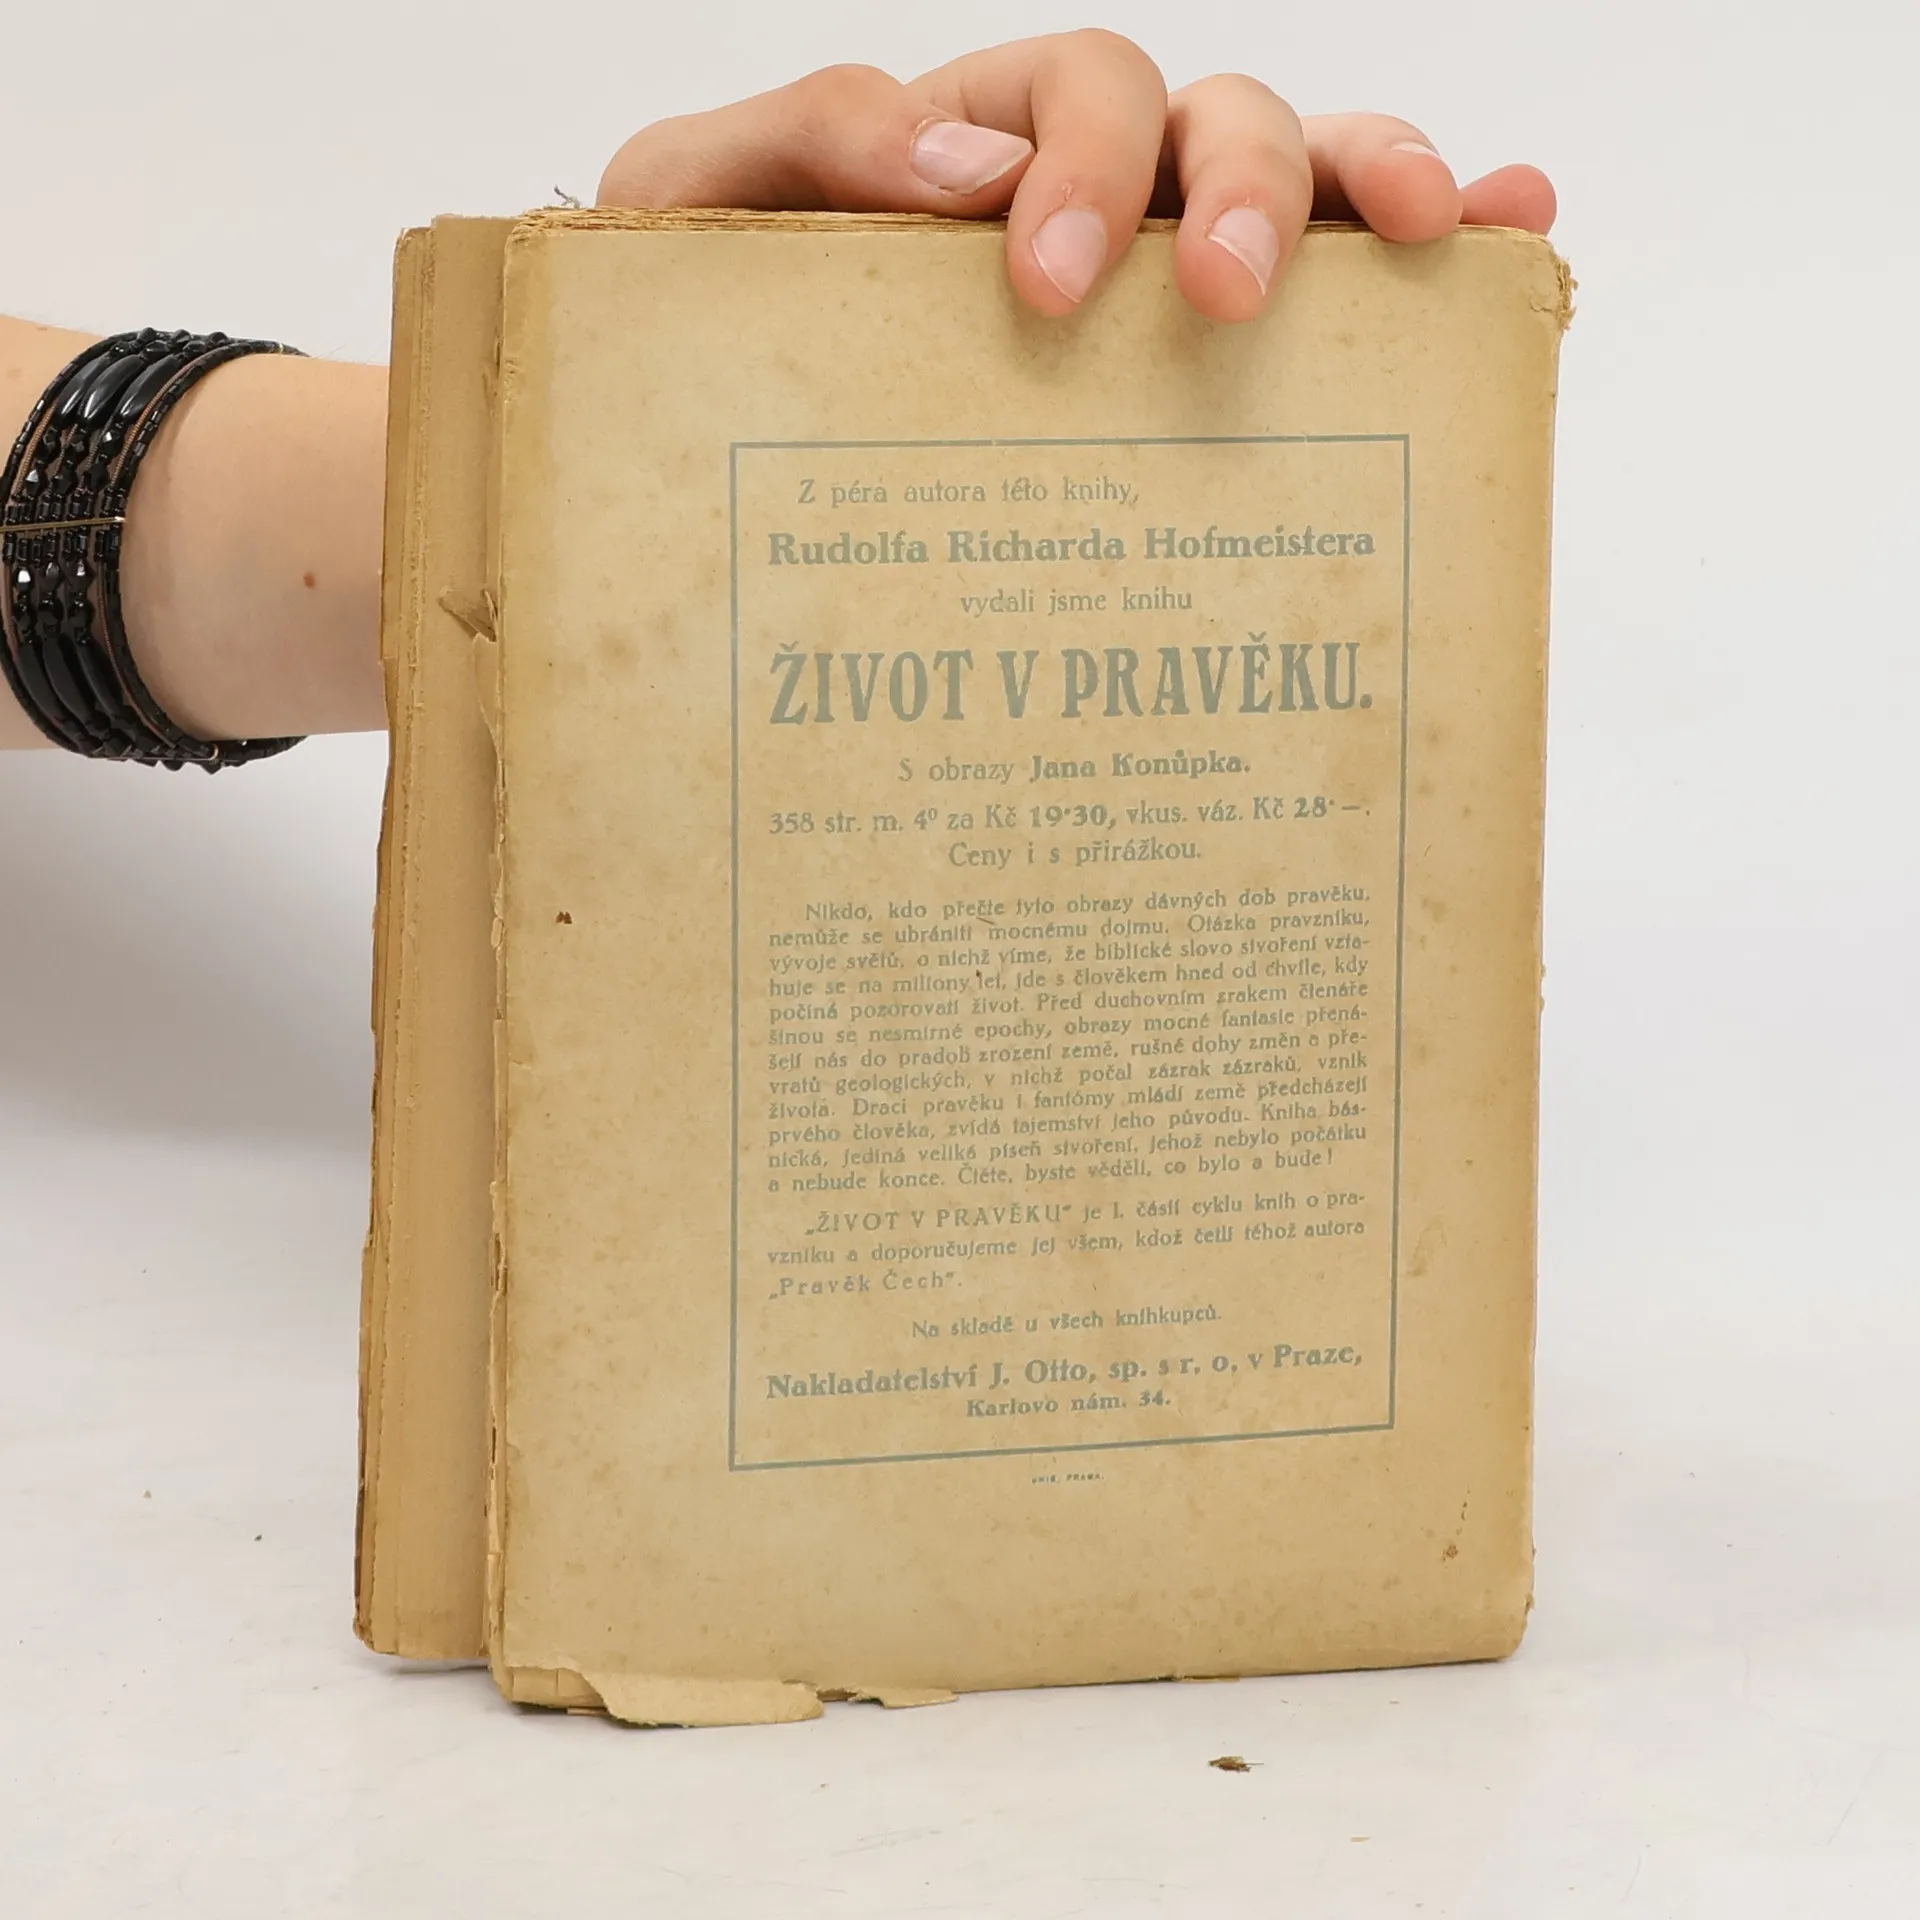 Z péra autora této knihy,
Rudolfa Richarda Hofmeistera
vydali jsme knihu
ŽIVOT V PRAVĚKU.
S obrazy Jana Konůpka.
358 str. m. 4⁰ za Kč 19·30, vkus. váz. Kč 28·—.
Ceny i s přirážkou.
Nikdo, kdo přečte tyto obrazy dávných dob pravěku,
nemůže se ubrániti mocnému dojmu. Otázka pravzniku,
vývoje světů, o nichž víme, že biblické slovo stvoření vzta-
huje se na miliony let, jde s člověkem hned od chvíle, kdy
počíná pozorovati život. Před duchovním zrakem čtenáře
šinou se nesmírné epochy, obrazy mocné fantasie přená-
šejí nás do pradob zrození země, rušné doby změn a pře-
vratů geologických, v nichž počal zázrak zázraků, vznik
života. Draci pravěku i fantómy mládí země předcházejí
prvého člověka, zvídá tajemství jeho původu. Kniha bás-
nická, jediná veliká píseň stvoření, jehož nebylo počátku
a nebude konce. Čtěte, byste věděli, co bylo a bude!
„ŽIVOT V PRAVĚKU" je I. částí cyklu knih o pra-
vzniku a doporučujeme jej všem, kdož četli téhož autora
„Pravěk Čech".
Na skladě u všech knihkupců.
Nakladatelství J. Otto, sp. s r. o. v Praze,
Karlovo nám. 34.
UNIE, PRAHA.